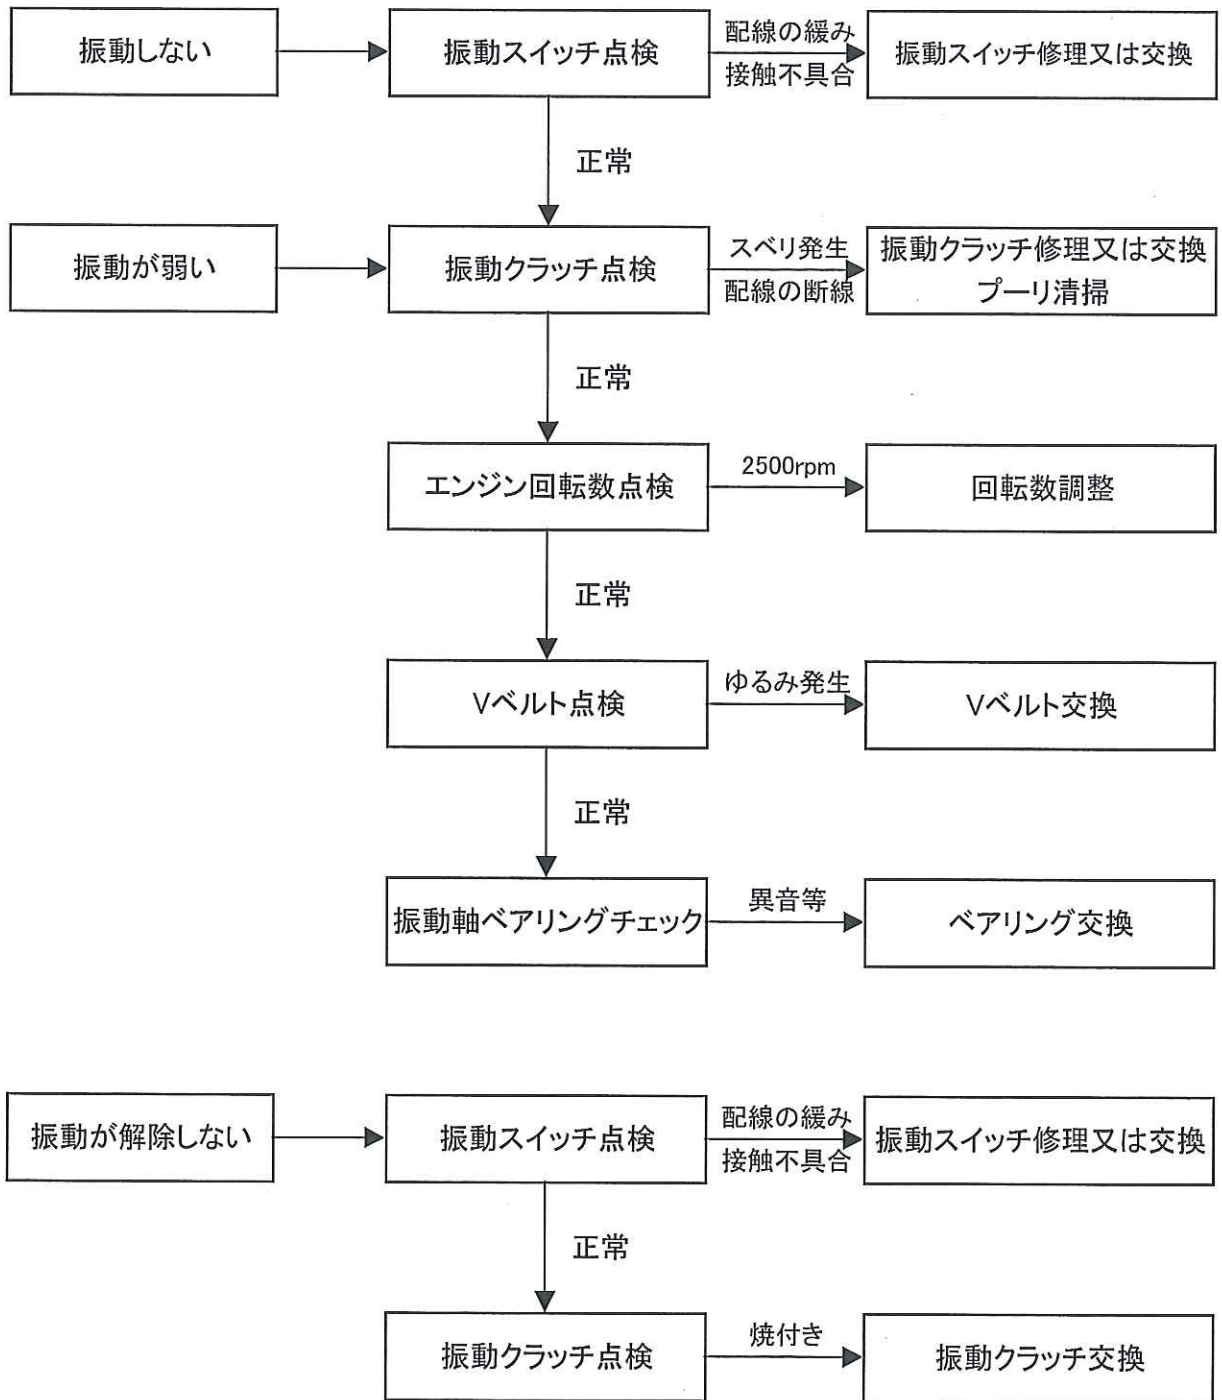 振動しない
振動スイッチ点検
配線の緩み
接触不具合
振動スイッチ修理又は交換
正常
振動が弱い
振動クラッチ点検
スベリ発生
配線の断線
振動クラッチ修理又は交換
プーリ清掃
正常
エンジン回転数点検
2500rpm
回転数調整
正常
Vベルト点検
ゆるみ発生
Vベルト交換
正常
振動軸ベアリングチェック
異音等
ベアリング交換
振動が解除しない
振動スイッチ点検
配線の緩み
接触不具合
振動スイッチ修理又は交換
正常
振動クラッチ点検
焼付き
振動クラッチ交換